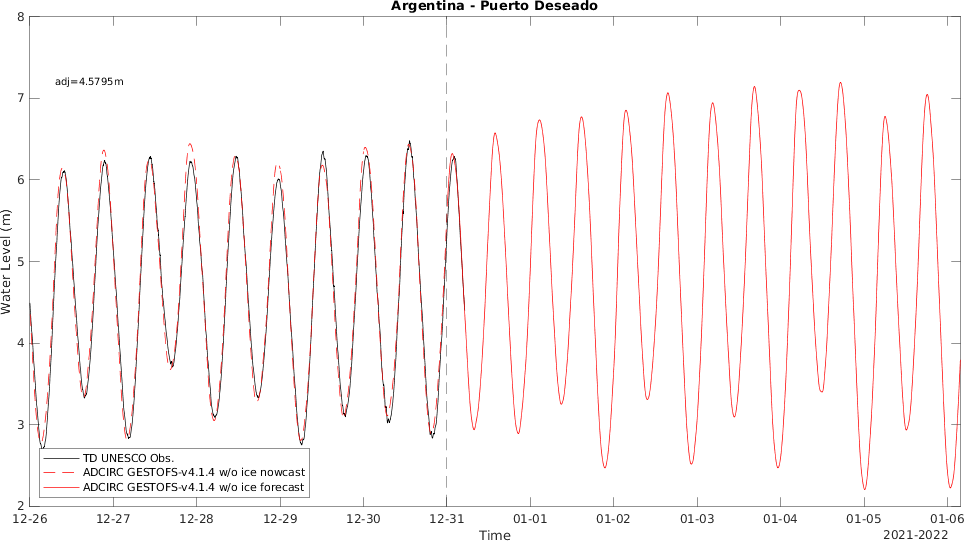 Argentina - Puerto Deseado
8
7
6
5
4
3
2
Water Level (m)
adj=4.5795m
TD UNESCO Obs.
ADCIRC GESTOFS-v4.1.4 w/o ice nowcast
ADCIRC GESTOFS-v4.1.4 w/o ice forecast
12-26 12-27 12-28 12-29 12-30 12-31 01-01 01-02 01-03 01-04 01-05 01-06
Time
2021-2022